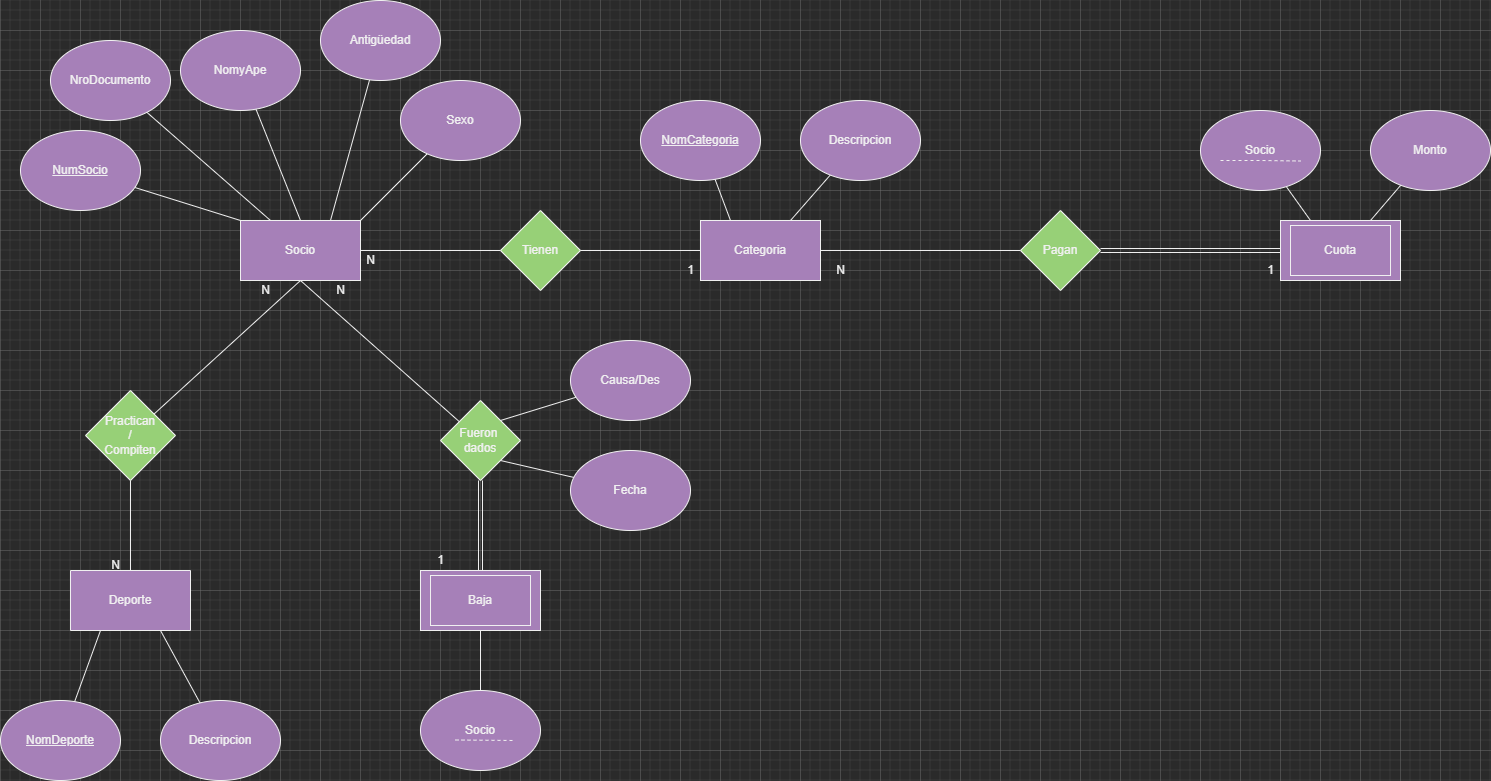 Antigüedad
NomyApe
NroDocumento
Sexo
NumSocio
NomCategoria
Descripcion
Socio
Monto
Socio
N
Tienen
1
Categoria
N
Pagan
1
Cuota
N
N
Causa/Des
Practican
/
Compiten
Fueron
dados
Fecha
N
1
Deporte
Baja
NomDeporte
Descripcion
Socio